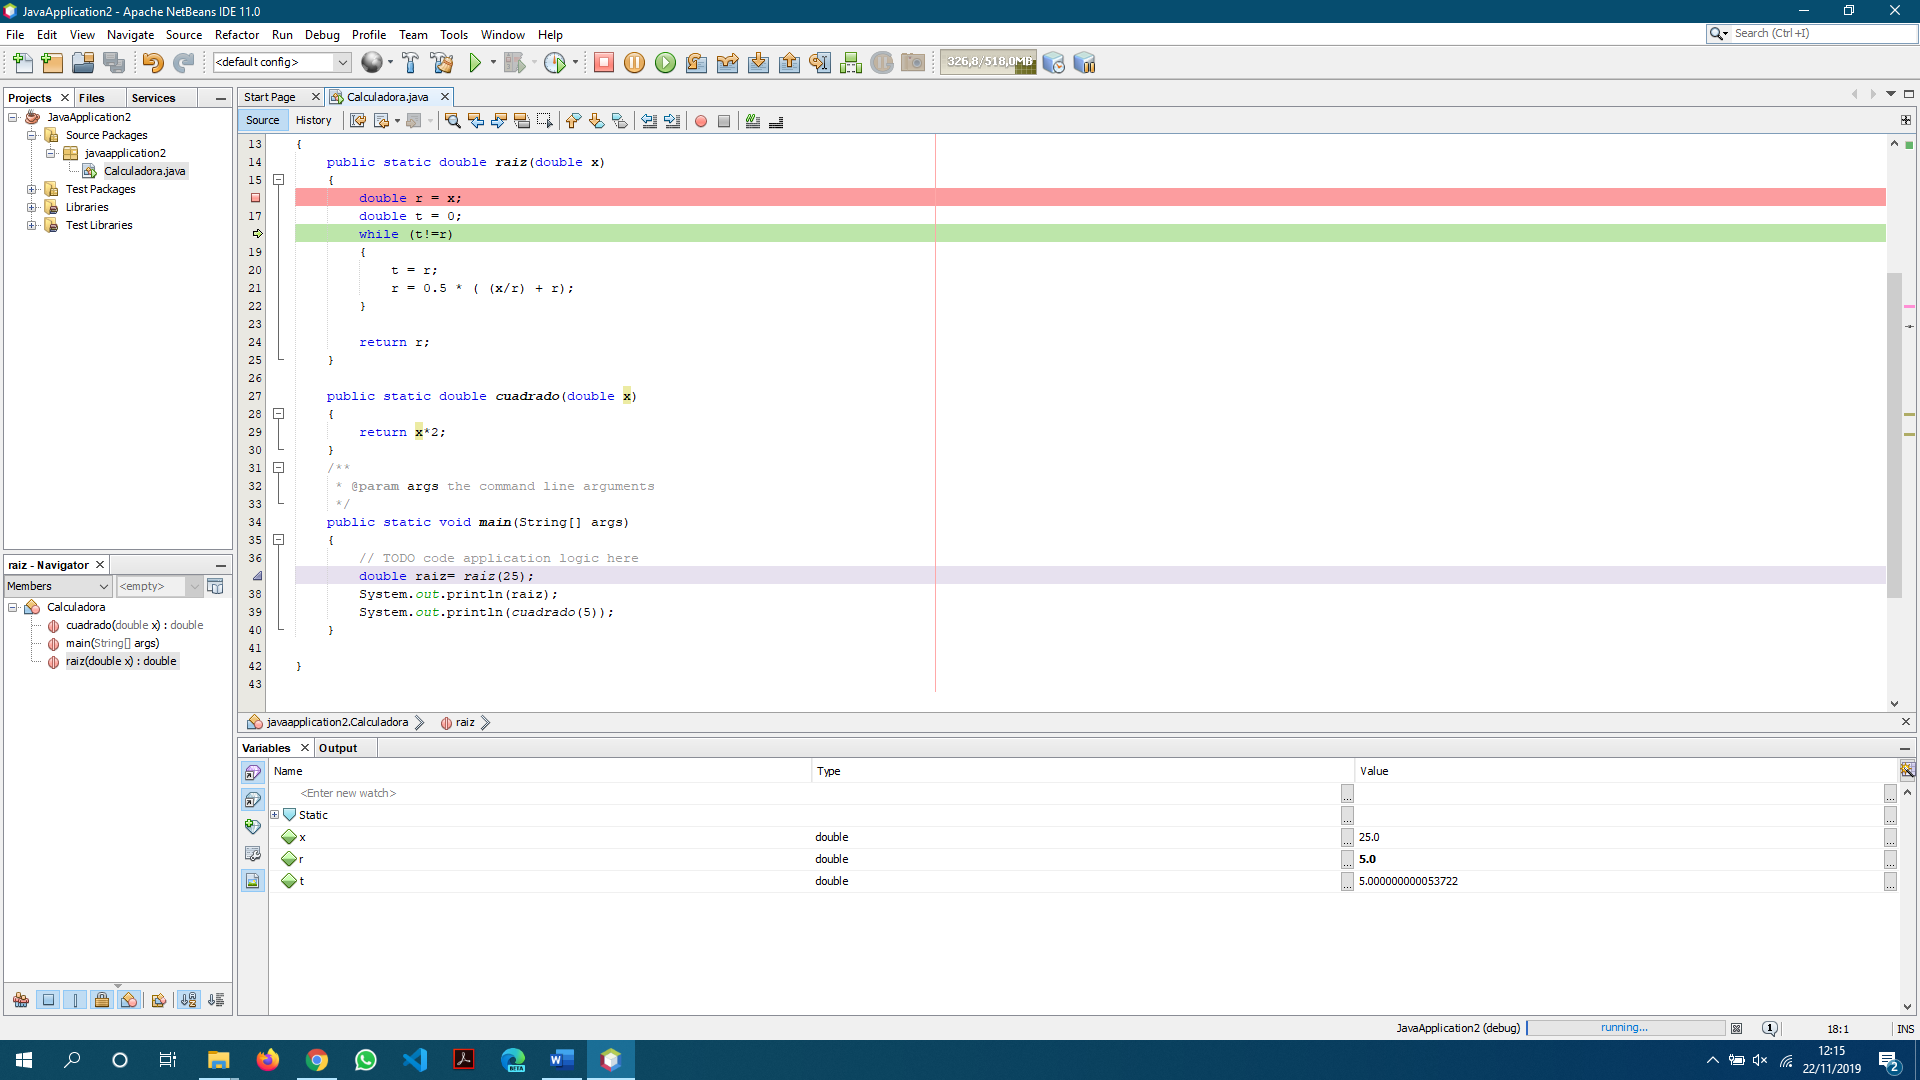 JavaApplication2 - Apache NetBeans IDE 11.0
File Edit View Navigate Source Refactor Run Debug Profile Team Tools Window Help
Search (Ctrl+I)
<default config>
326,8/518,0MB
Projects Files Services
JavaApplication2
Source Packages
javaapplication2
Calculadora.java
Test Packages
Libraries
Test Libraries
Start Page Calculadora.java
Source History
13 {
14 public static double raiz(double x)
15 {
double r = x;
17 double t = 0;
while (t!=r)
19 {
20 t = r;
21 r = 0.5 * ( (x/r) + r);
22 }
23
24 return r;
25 }
26
27 public static double cuadrado(double x)
28 {
29 return x*2;
30 }
31 /**
32 * @param args the command line arguments
33 */
34 public static void main(String[] args)
35 {
36 // TODO code application logic here
double raiz= raiz(25);
38 System.out.println(raiz);
39 System.out.println(cuadrado(5));
40 }
41
42 }
43
javaapplication2.Calculadora raiz
raiz - Navigator
Members <empty>
Calculadora
cuadrado(double x) : double
main(String[] args)
raiz(double x) : double
Variables Output
Name Type Value
<Enter new watch>
Static
x double 25.0
r double 5.0
t double 5.000000000053722
JavaApplication2 (debug) running... 1 18:1 INS
12:15
22/11/2019
2